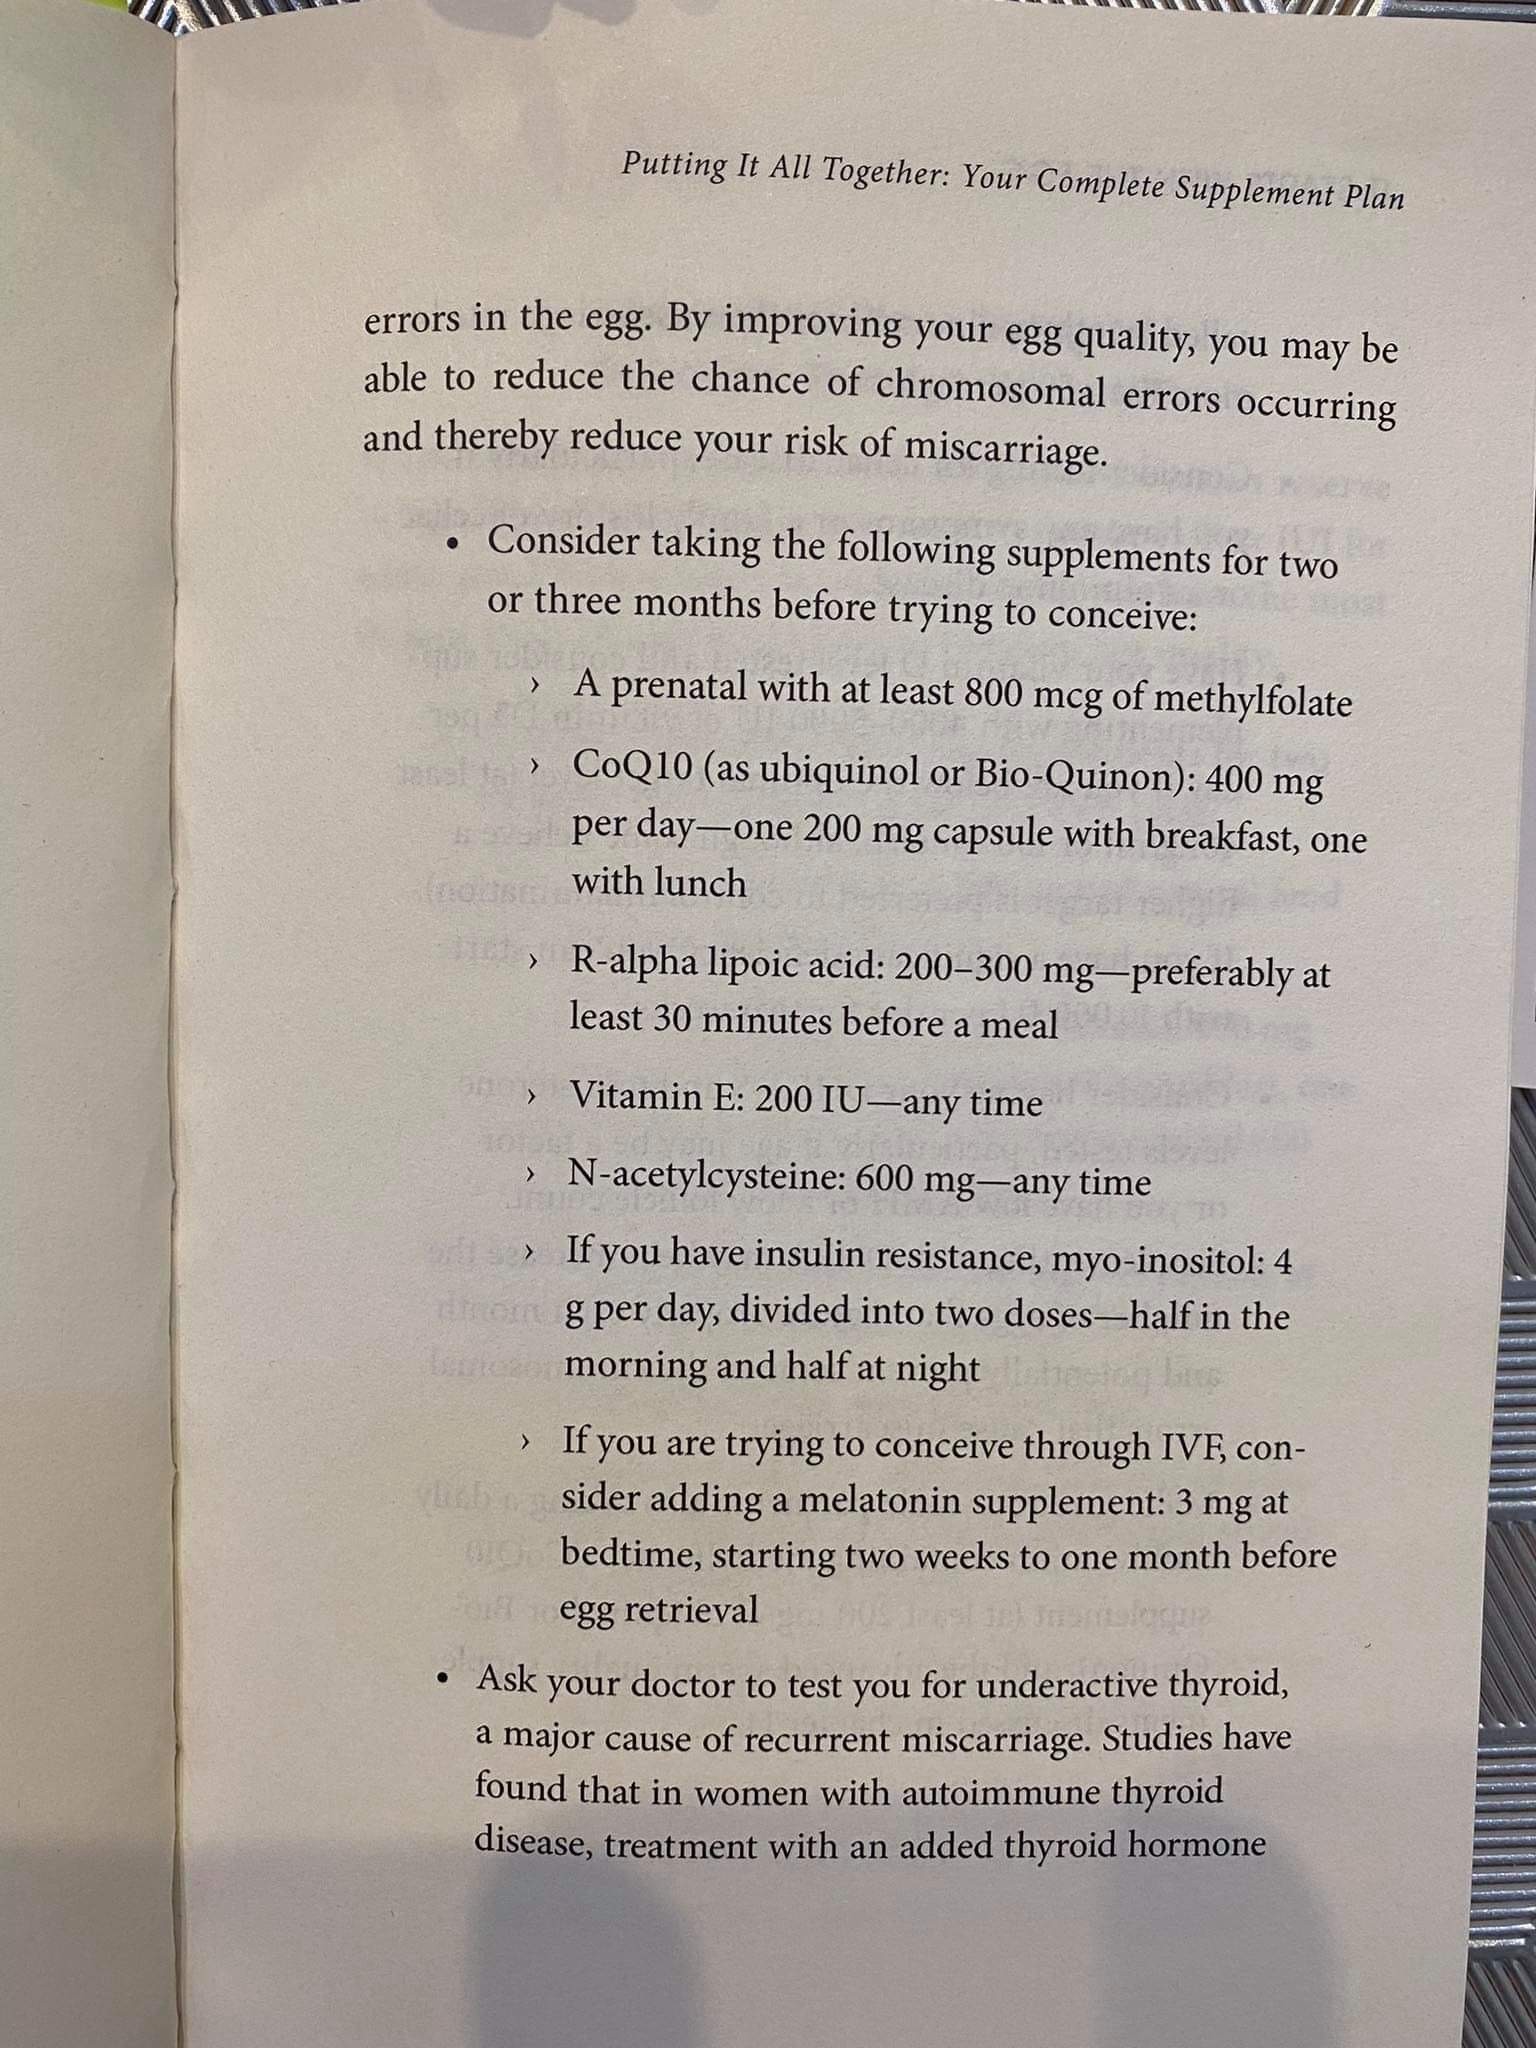 Putting It All Together: Your Complete Supplement Plan
errors in the egg. By improving your egg quality, you may be
able to reduce the chance of chromosomal errors occurring
and thereby reduce your risk of miscarriage.
• Consider taking the following supplements for two
or three months before trying to conceive:
› A prenatal with at least 800 mcg of methylfolate
› CoQ10 (as ubiquinol or Bio-Quinon): 400 mg
per day—one 200 mg capsule with breakfast, one
with lunch
› R-alpha lipoic acid: 200–300 mg—preferably at
least 30 minutes before a meal
› Vitamin E: 200 IU—any time
› N-acetylcysteine: 600 mg—any time
› If you have insulin resistance, myo-inositol: 4
g per day, divided into two doses—half in the
morning and half at night
› If you are trying to conceive through IVF, con-
sider adding a melatonin supplement: 3 mg at
bedtime, starting two weeks to one month before
egg retrieval
• Ask your doctor to test you for underactive thyroid,
a major cause of recurrent miscarriage. Studies have
found that in women with autoimmune thyroid
disease, treatment with an added thyroid hormone